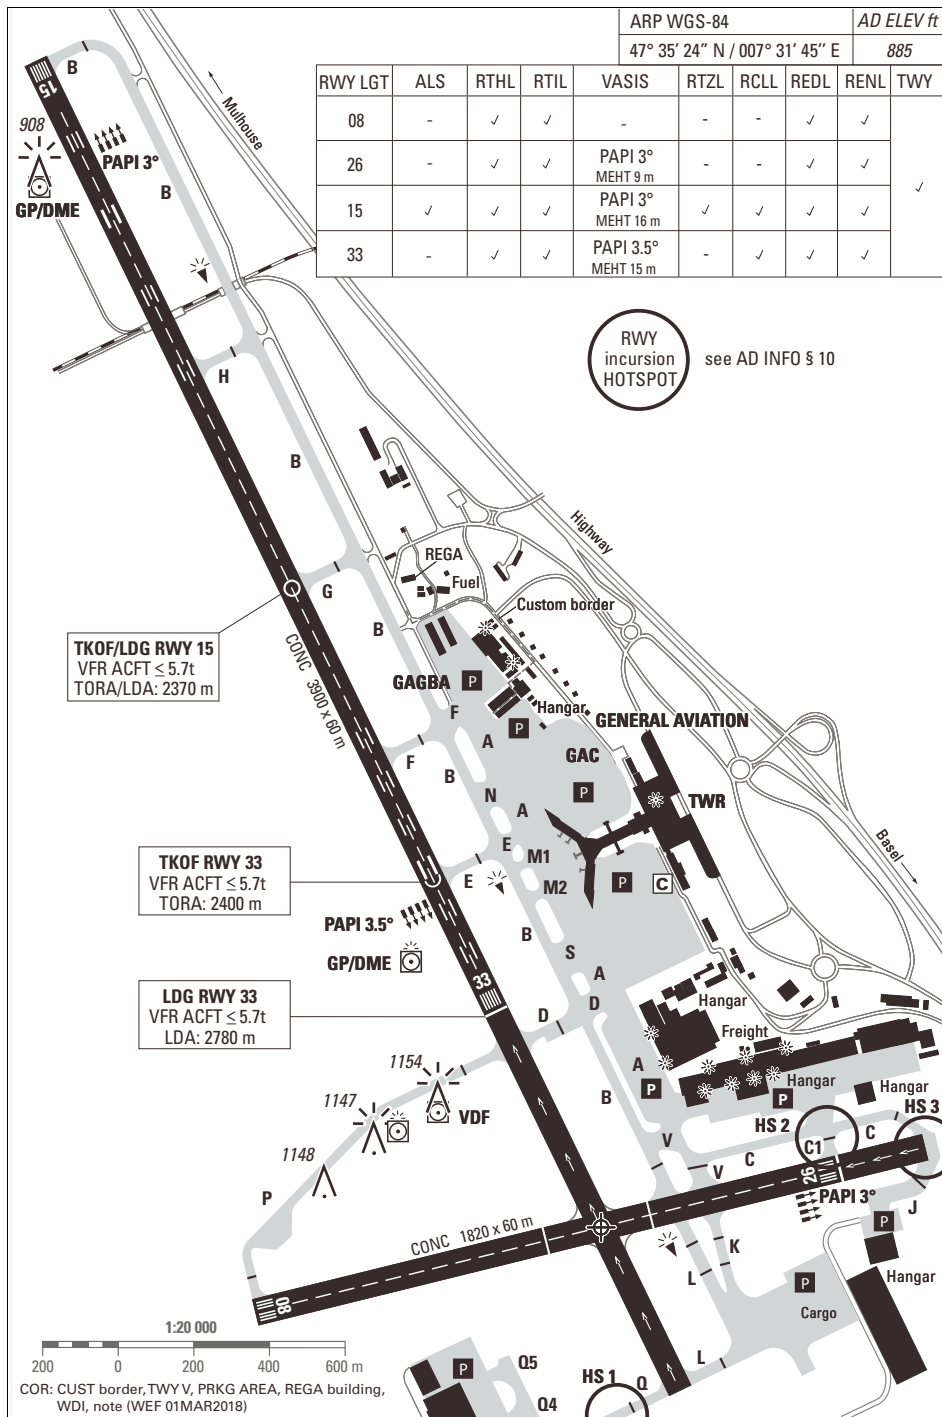 ARP WGS-84 AD ELEV ft
47° 35′ 24″ N / 007° 31′ 45″ E 885
RWY LGT ALS RTHL RTIL VASIS RTZL RCLL REDL RENL TWY
08 - ✓ ✓ - - - ✓ ✓
26 - ✓ ✓ PAPI 3° MEHT 9 m - - ✓ ✓
✓
15 ✓ ✓ ✓ PAPI 3° MEHT 16 m ✓ ✓ ✓ ✓
33 - ✓ ✓ PAPI 3.5° MEHT 15 m - ✓ ✓ ✓
B
15
908
PAPI 3°
GP/DME
B
Mulhouse
RWY
incursion
HOTSPOT
see AD INFO § 10
H
B
Highway
REGA
Fuel
G
Custom border
B
TKOF/LDG RWY 15
VFR ACFT ≤ 5.7t
TORA/LDA: 2370 m
CONC 3900 x 60 m
GAGBA
P
F
Hangar
P
GENERAL AVIATION
A
F
B
GAC
N
P
A
TWR
E
M1
Basel
TKOF RWY 33
VFR ACFT ≤ 5.7t
TORA: 2400 m
E
M2
P
C
PAPI 3.5°
B
GP/DME
S
A
33
LDG RWY 33
VFR ACFT ≤ 5.7t
LDA: 2780 m
D
D
Hangar
Freight
1154
A
B
P
Hangar
P
Hangar
1147
VDF
HS 2
HS 3
1148
V
C1
C
V
C
P
26
PAPI 3°
J
P
CONC 1820 x 60 m
K
L
Hangar
P
Cargo
08
1:20 000
200 0 200 400 600 m
L
P
Q5
HS 1
Q
Q4
COR: CUST border, TWY V, PRKG AREA, REGA building,
WDI, note (WEF 01MAR2018)